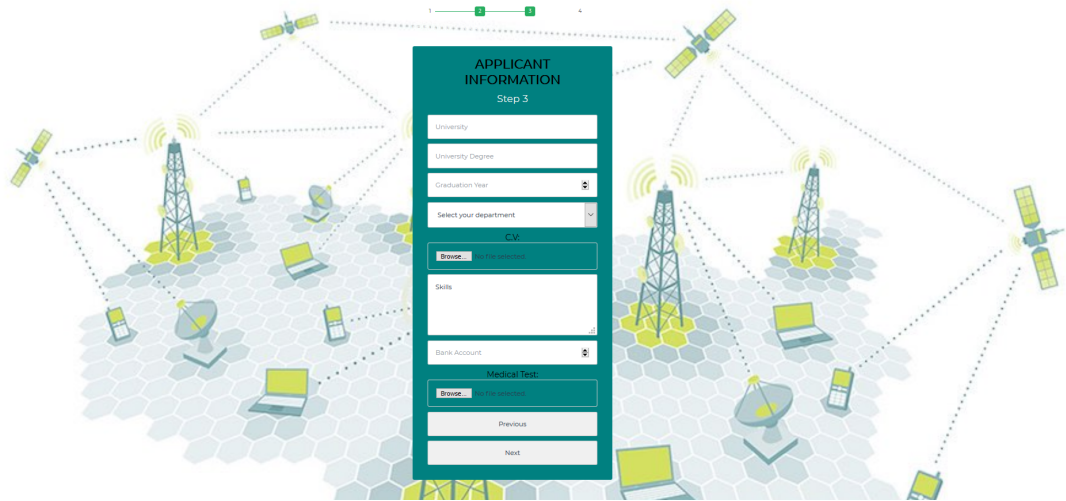 1 2 3 4
APPLICANT
INFORMATION
Step 3
University
University Degree
Graduation Year
Select your department
C.V:
Browse... No file selected.
Skills
Bank Account
Medical Test:
Browse... No file selected.
Previous
Next